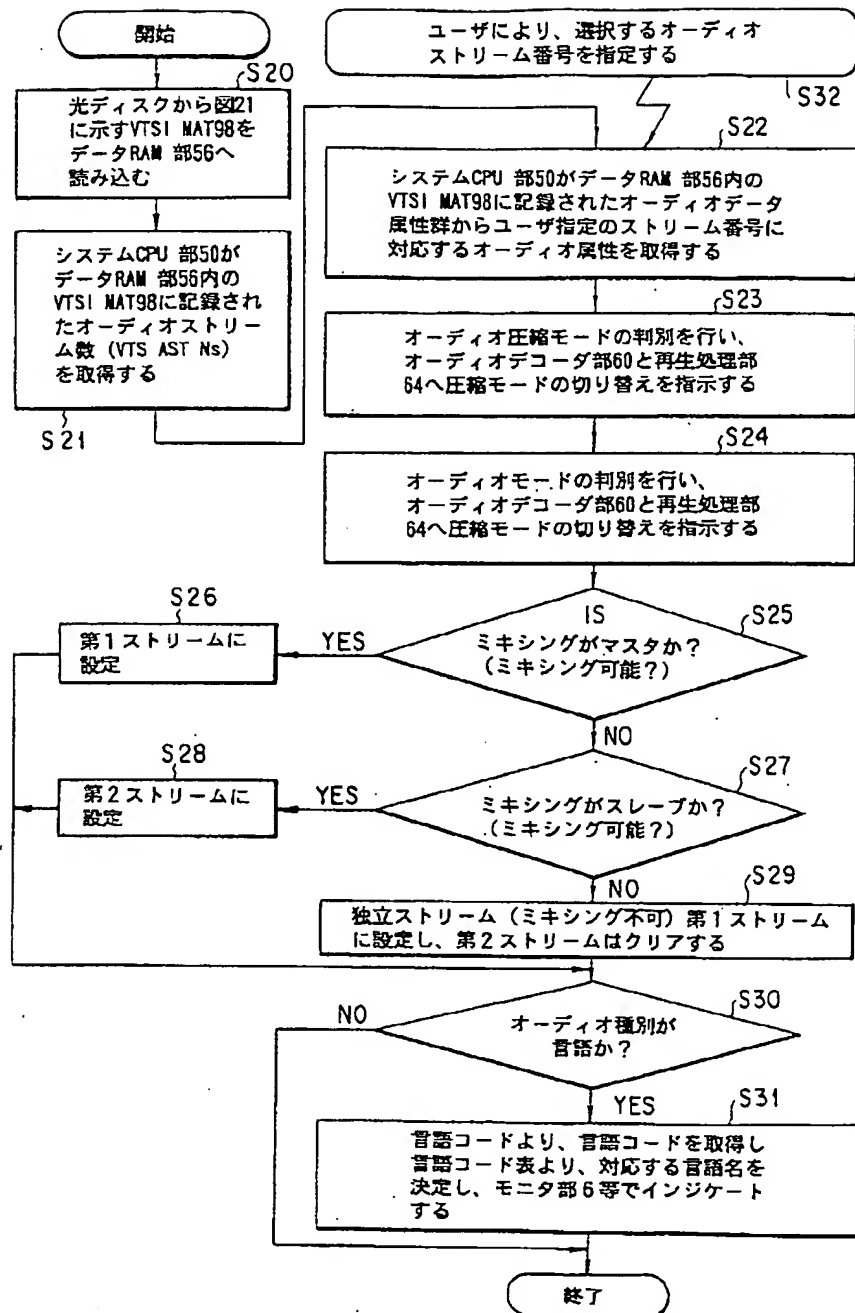 開始
S20
光ディスクから図21
に示すVTSI MAT98を
データRAM 部56へ
読み込む
システムCPU 部50が
データRAM 部56内の
VTSI MAT98に記録され
たオーディオストリー
ム数 (VTS AST Ns)
を取得する
S21
ユーザにより、選択するオーディオ
ストリーム番号を指定する
S32
S22
システムCPU 部50がデータRAM 部56内の
VTSI MAT98に記録されたオーディオデータ
属性群からユーザ指定のストリーム番号に
対応するオーディオ属性を取得する
S23
オーディオ圧縮モードの判別を行い、
オーディオデコーダ部60と再生処理部
64へ圧縮モードの切り替えを指示する
S24
オーディオモードの判別を行い、
オーディオデコーダ部60と再生処理部
64へ圧縮モードの切り替えを指示する
IS
S25
ミキシングがマスタか?
(ミキシング可能?)
YES
S26
第1ストリームに
設定
NO
S27
ミキシングがスレーブか?
(ミキシング可能?)
YES
S28
第2ストリームに
設定
NO
S29
独立ストリーム (ミキシング不可) 第1ストリーム
に設定し、第2ストリームはクリアする
S30
オーディオ種別が
言語か?
NO
YES
S31
言語コードより、言語コードを取得し
言語コード表より、対応する言語名を
決定し、モニタ部6等でインジケート
する
終了